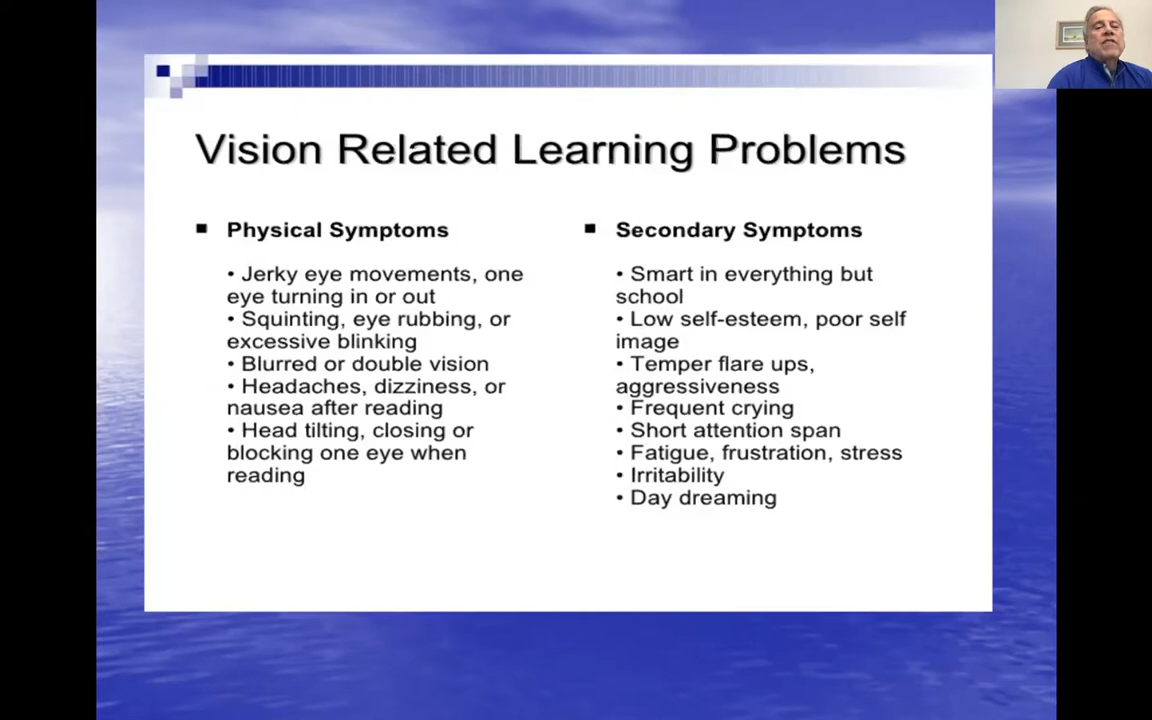 Vision Related Learning Problems
Physical Symptoms
• Jerky eye movements, one
eye turning in or out
• Squinting, eye rubbing, or
excessive blinking
• Blurred or double vision
• Headaches, dizziness, or
nausea after reading
• Head tilting, closing or
blocking one eye when
reading
Secondary Symptoms
• Smart in everything but
school
• Low self-esteem, poor self
image
• Temper flare ups,
aggressiveness
• Frequent crying
• Short attention span
• Fatigue, frustration, stress
• Irritability
• Day dreaming